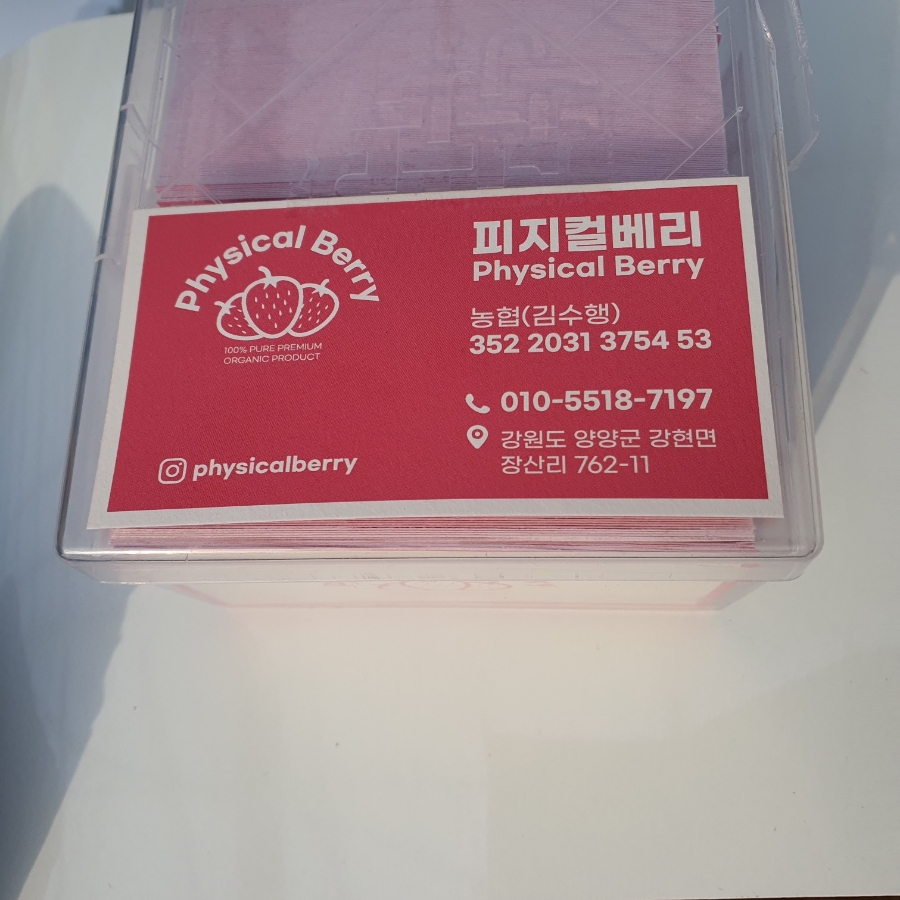 Physical Berry
100% PURE PREMIUM
ORGANIC PRODUCT
physicalberry
피지컬베리
Physical Berry
농협(김수행)
352 2031 3754 53
010-5518-7197
강원도 양양군 강현면
장산리 762-11